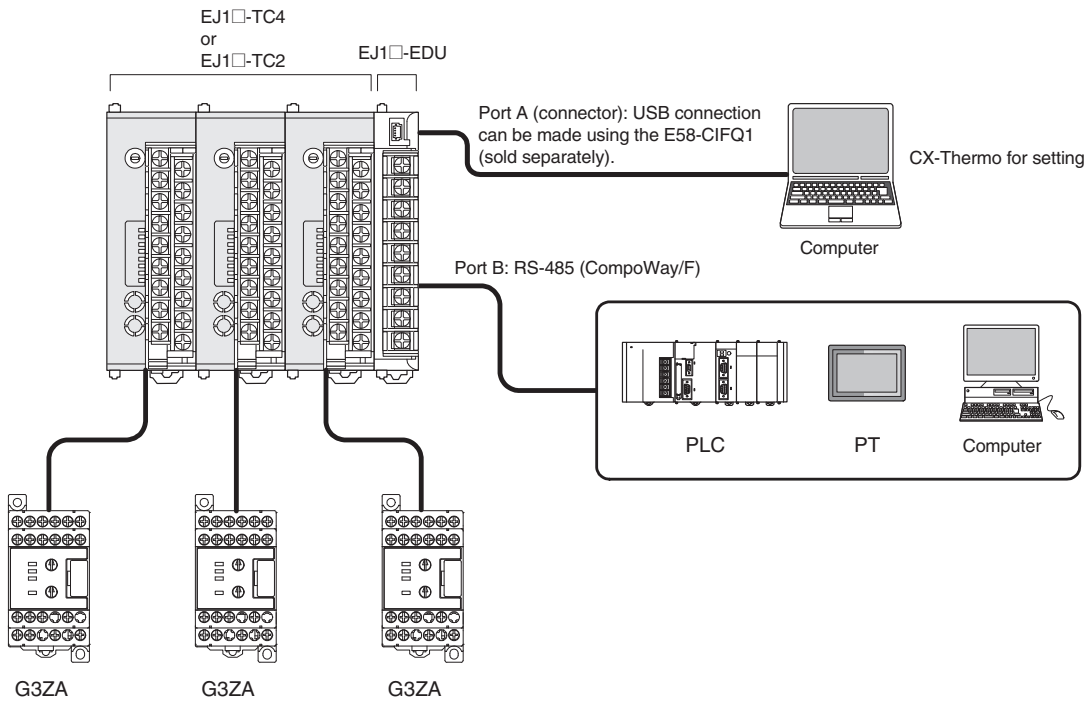 EJ1□-TC4
or
EJ1□-TC2
EJ1□-EDU
Port A (connector): USB connection
can be made using the E58-CIFQ1
(sold separately).
CX-Thermo for setting
Computer
Port B: RS-485 (CompoWay/F)
PLC
PT
Computer
G3ZA
G3ZA
G3ZA